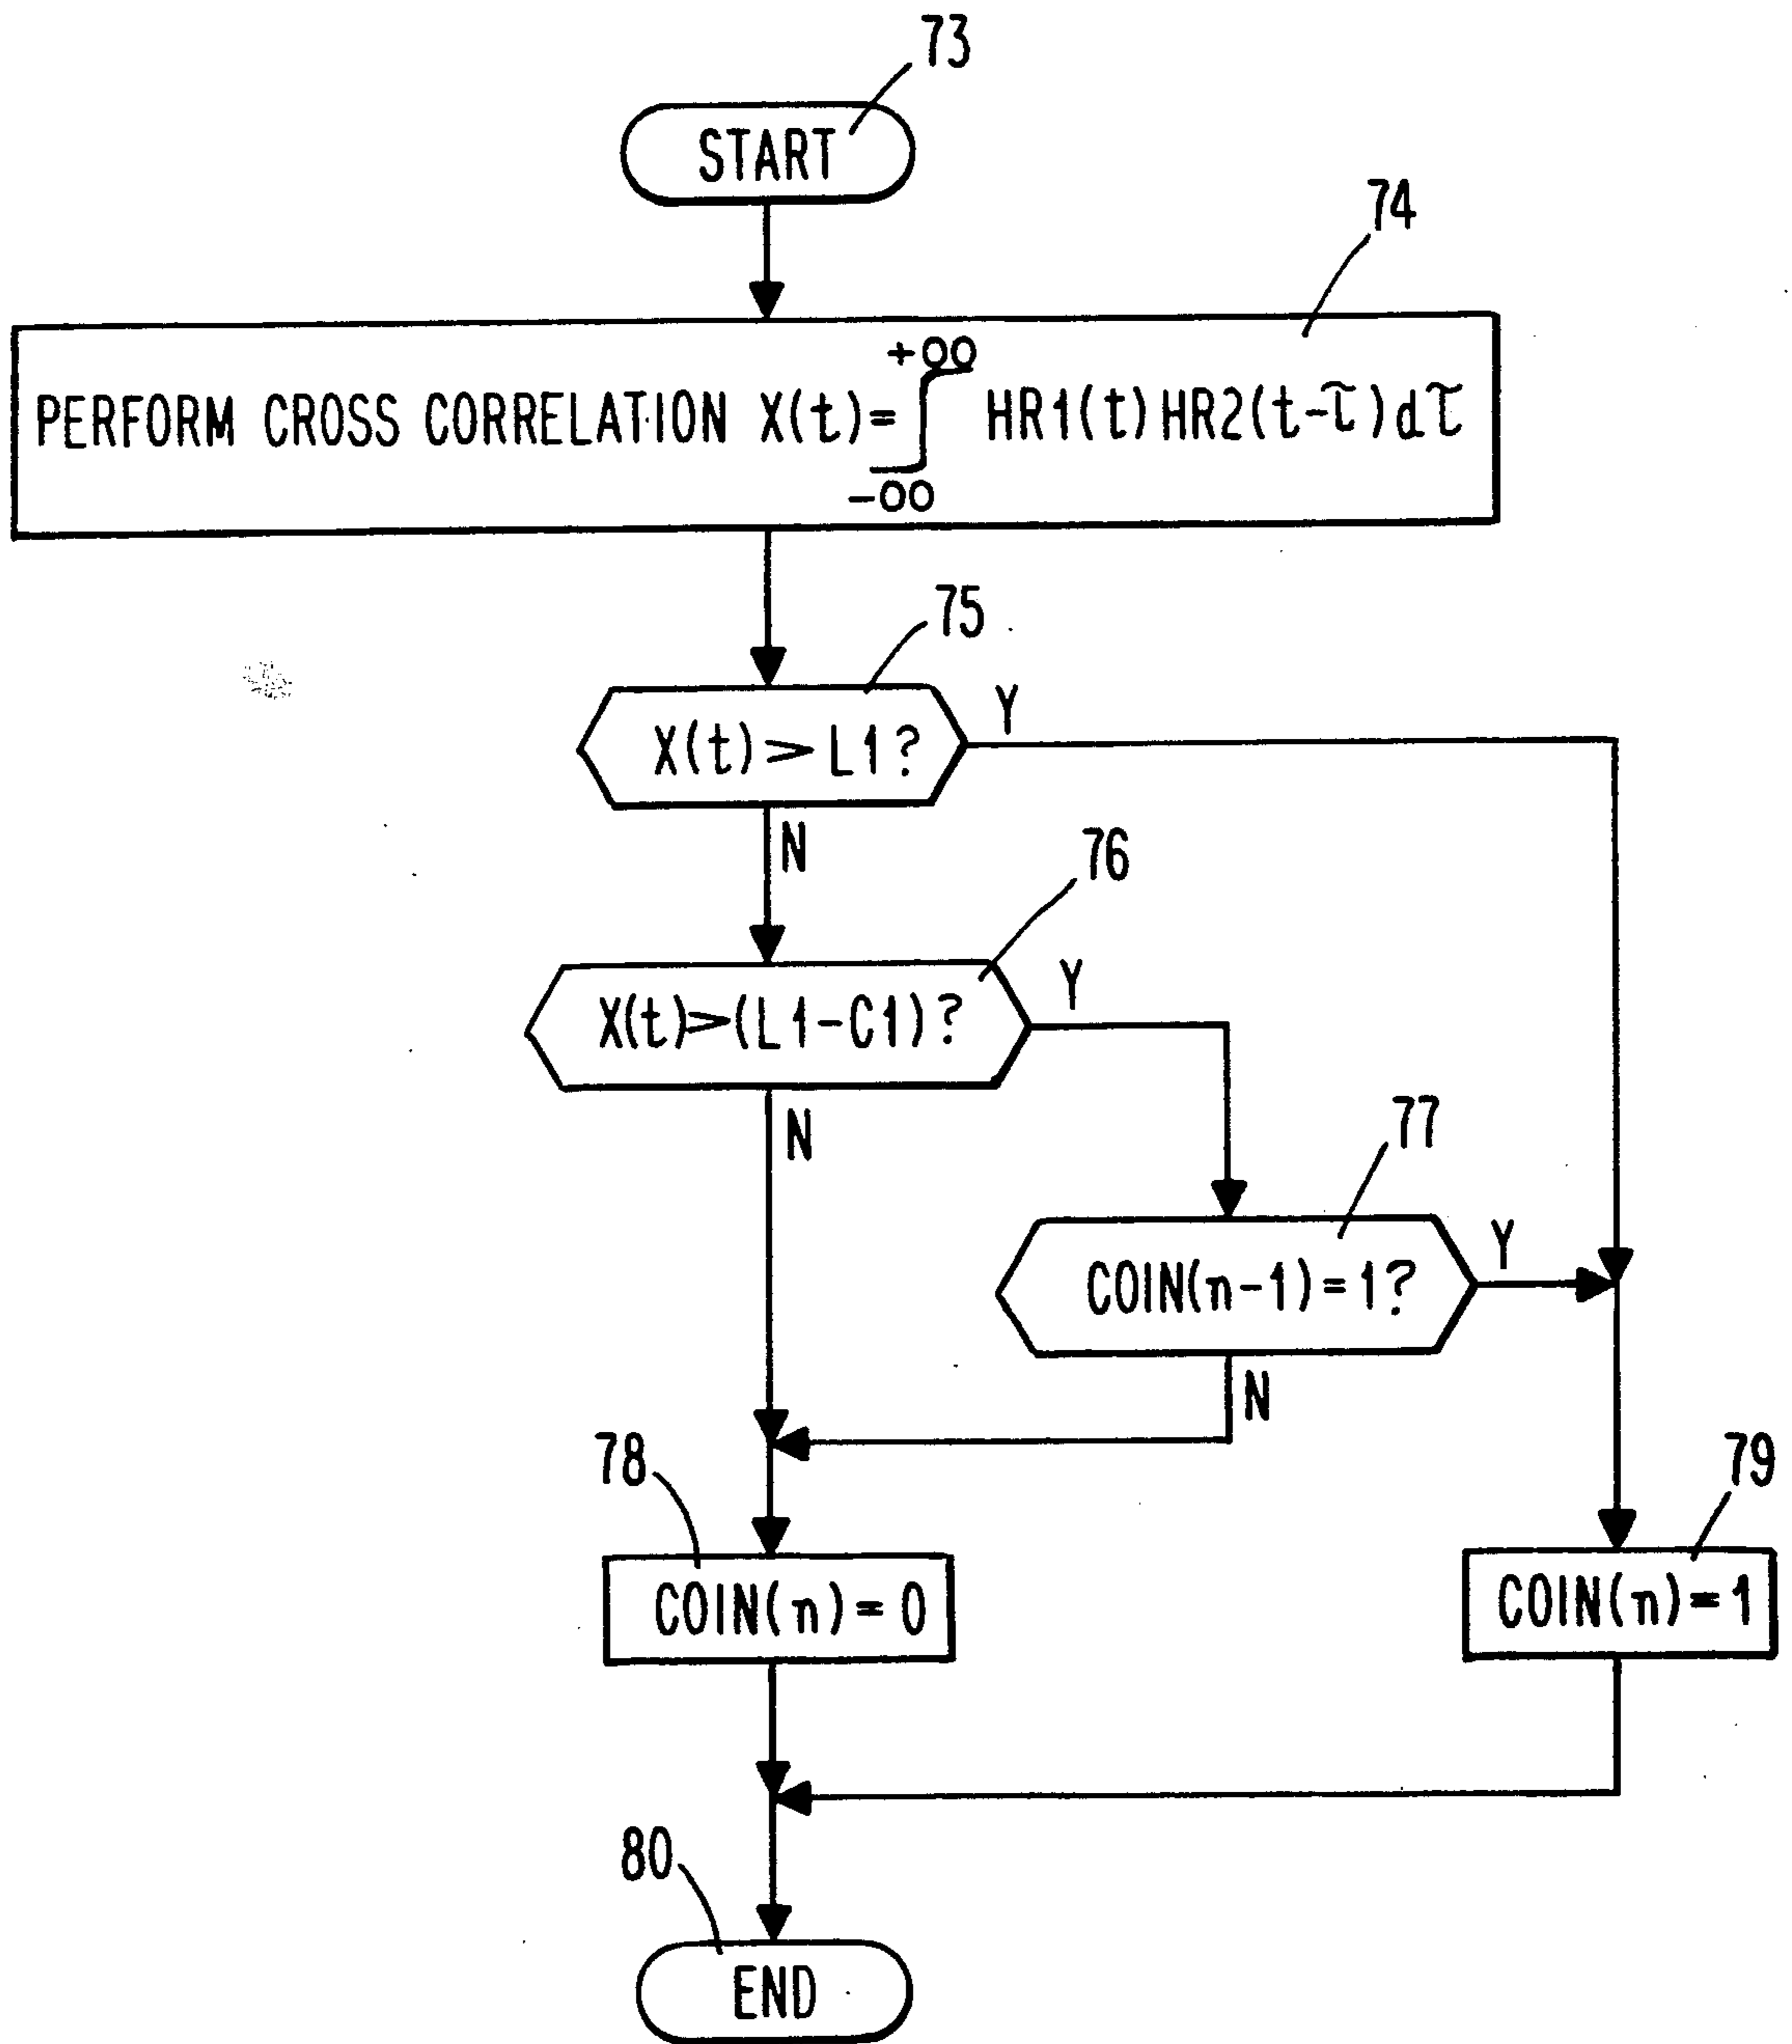 73
START
74
+∞
PERFORM CROSS CORRELATION X(t)=∫ HR1(t)HR2(t-τ̃)dτ̃
-∞
75
X(t)>L1?
Y
N
76
X(t)>(L1-C1)?
Y
N
77
COIN(n-1)=1?
Y
N
78
COIN(n)=0
79
COIN(n)=1
80
END